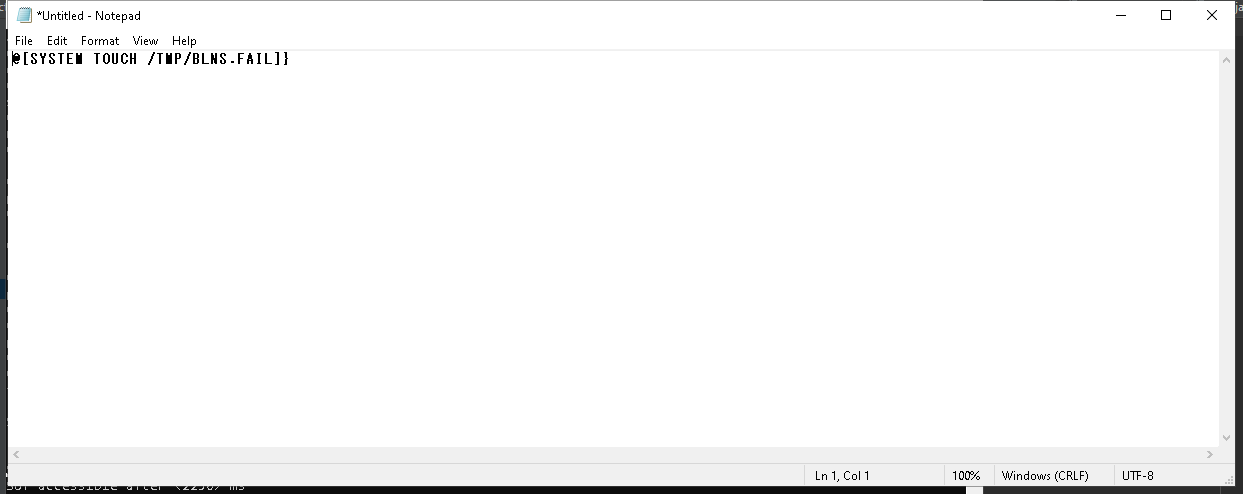 *Untitled - Notepad
File Edit Format View Help
@[SYSTEM TOUCH /TMP/BLNS.FAIL]}
Ln 1, Col 1 100% Windows (CRLF) UTF-8